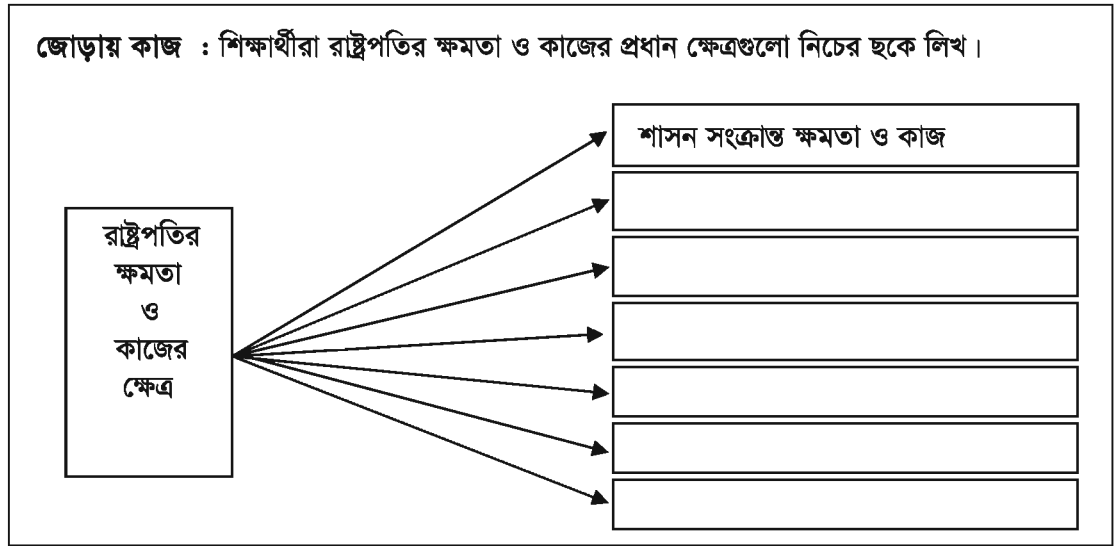 জোড়ায় কাজ : শিক্ষার্থীরা রাষ্ট্রপতির ক্ষমতা ও কাজের প্রধান ক্ষেত্রগুলো নিচের ছকে লিখ।
শাসন সংক্রান্ত ক্ষমতা ও কাজ
রাষ্ট্রপতির
ক্ষমতা
ও
কাজের
ক্ষেত্র